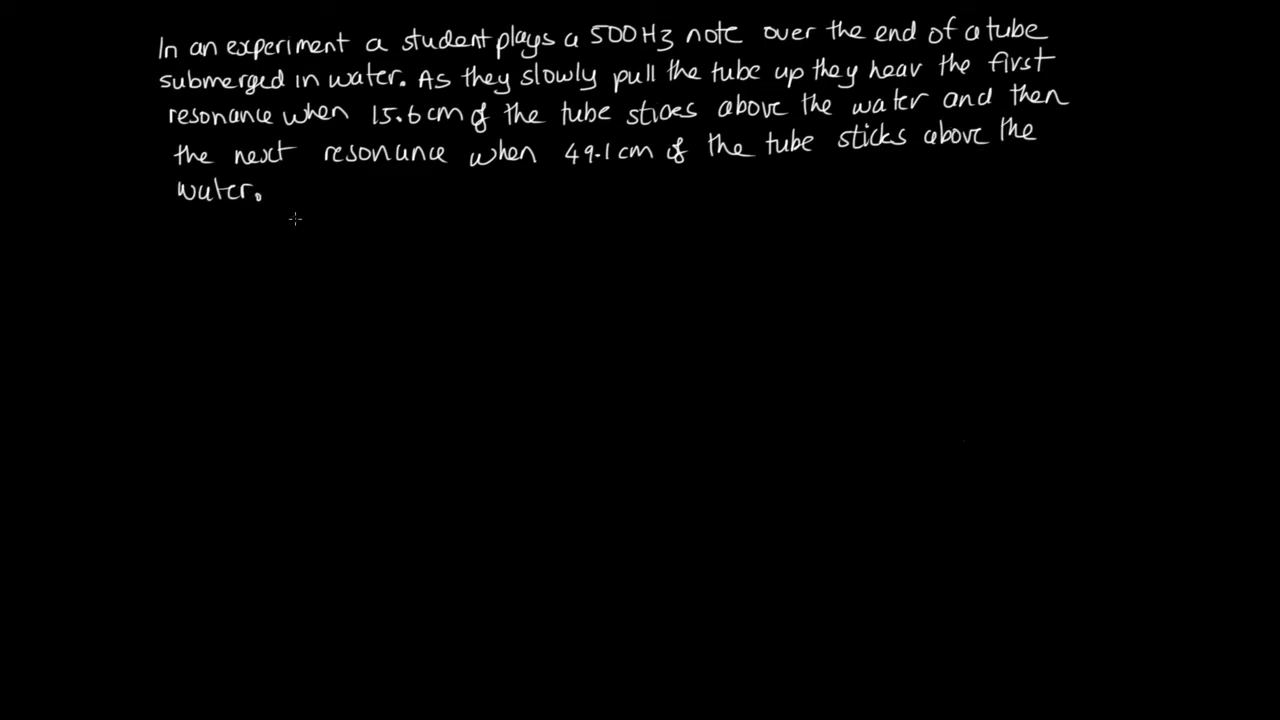 In an experiment a student plays a 500Hz note over the end of a tube
submerged in water. As they slowly pull the tube up they hear the first
resonance when 15.6cm of the tube sticks above the water and then
the next resonance when 49.1cm of the tube sticks above the
water.